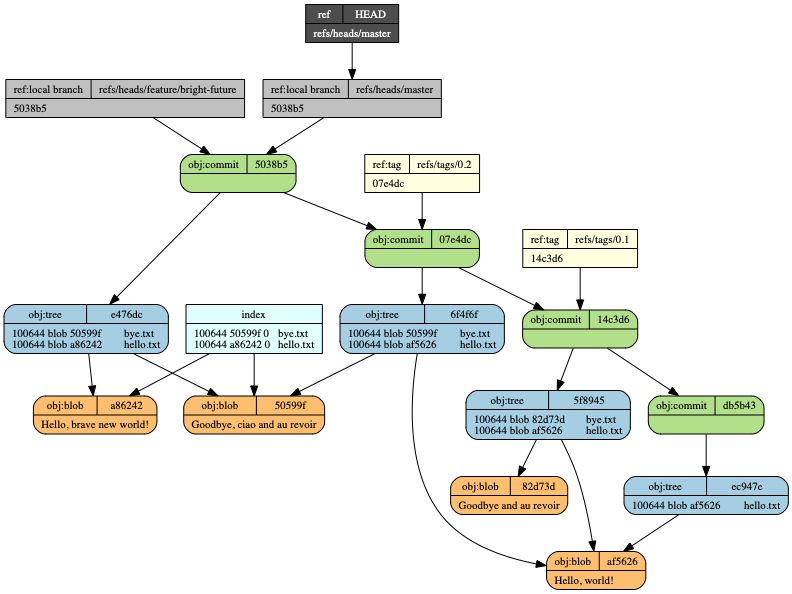 ref HEAD
refs/heads/master
ref:local branch refs/heads/feature/bright-future
5038b5
ref:local branch refs/heads/master
5038b5
obj:commit 5038b5
ref:tag refs/tags/0.2
07e4dc
obj:commit 07e4dc
ref:tag refs/tags/0.1
14c3d6
obj:tree e476dc
100644 blob 50599f bye.txt
100644 blob a86242 hello.txt
index
100644 50599f 0 bye.txt
100644 a86242 0 hello.txt
obj:tree 6f4f6f
100644 blob 50599f bye.txt
100644 blob af5626 hello.txt
obj:commit 14c3d6
obj:blob a86242
Hello, brave new world!
obj:blob 50599f
Goodbye, ciao and au revoir
obj:tree 5f8945
100644 blob 82d73d bye.txt
100644 blob af5626 hello.txt
obj:commit db5b43
obj:blob 82d73d
Goodbye and au revoir
obj:tree ec947e
100644 blob af5626 hello.txt
obj:blob af5626
Hello, world!